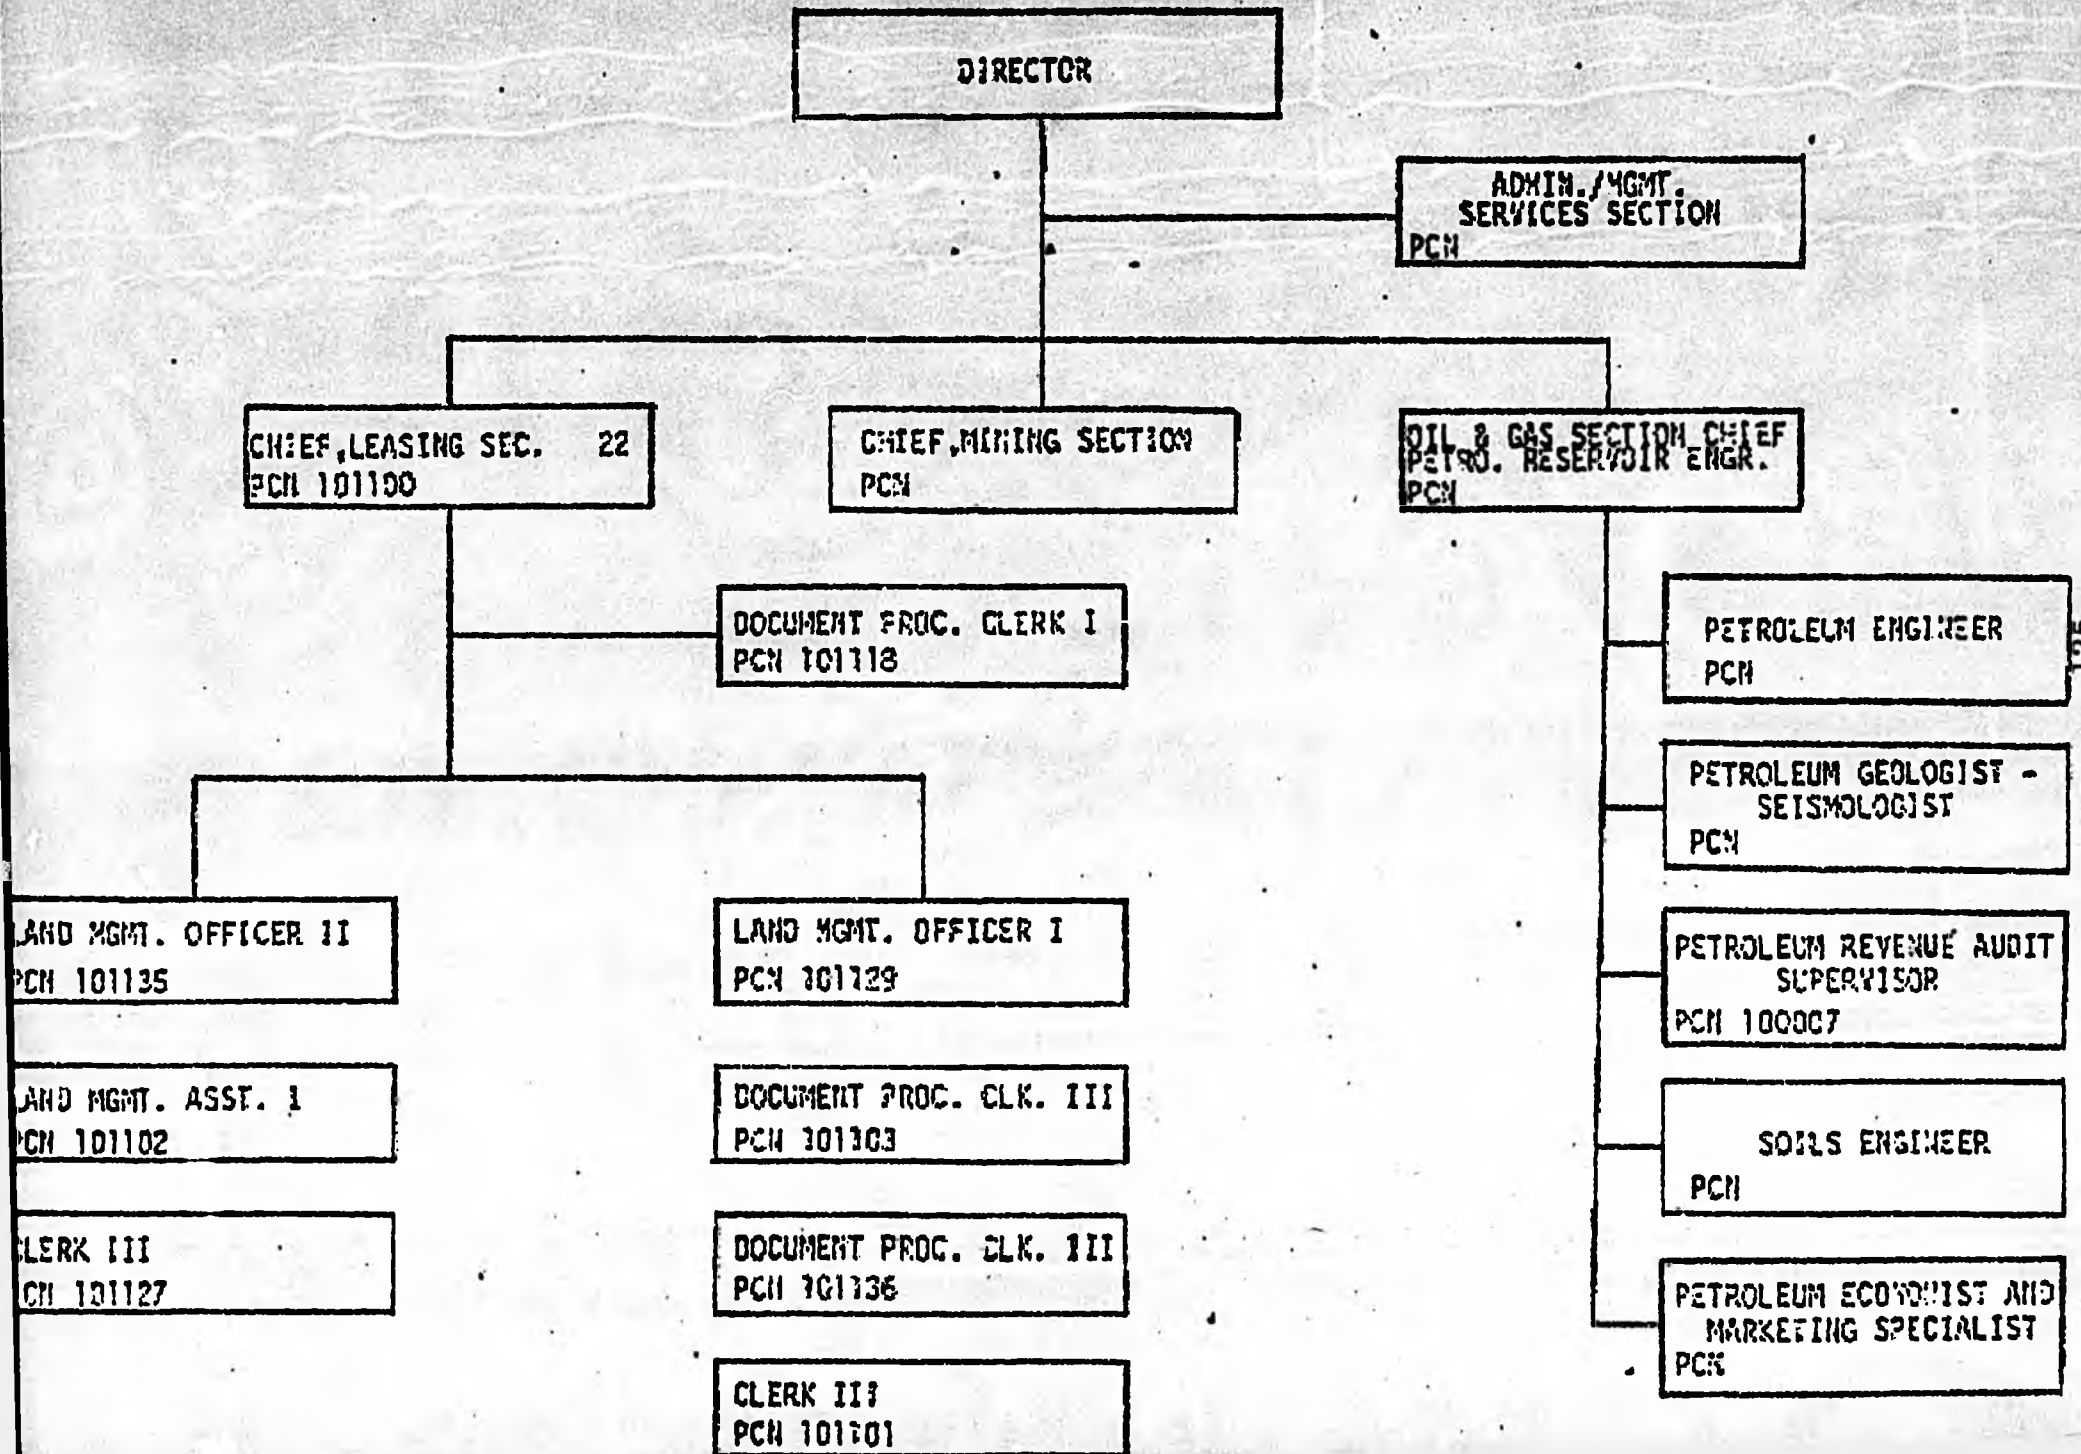 DIRECTOR
ADMIN./MGMT.
SERVICES SECTION
PCN
CHIEF,LEASING SEC. 22
PCN 101100
CHIEF,MINING SECTION
PCN
OIL & GAS SECTION CHIEF
PETRO. RESERVOIR ENGR.
PCN
DOCUMENT PROC. CLERK I
PCN 101118
PETROLEUM ENGINEER
PCN
PETROLEUM GEOLOGIST -
SEISMOLOGIST
PCN
LAND MGMT. OFFICER II
PCN 101135
LAND MGMT. OFFICER I
PCN 101129
PETROLEUM REVENUE AUDIT
SUPERVISOR
PCN 100007
LAND MGMT. ASST. I
PCN 101102
DOCUMENT PROC. CLK. III
PCN 101103
SOILS ENGINEER
PCN
CLERK III
PCN 101127
DOCUMENT PROC. CLK. III
PCN 101136
PETROLEUM ECONOMIST AND
MARKETING SPECIALIST
PCN
CLERK III
PCN 101101